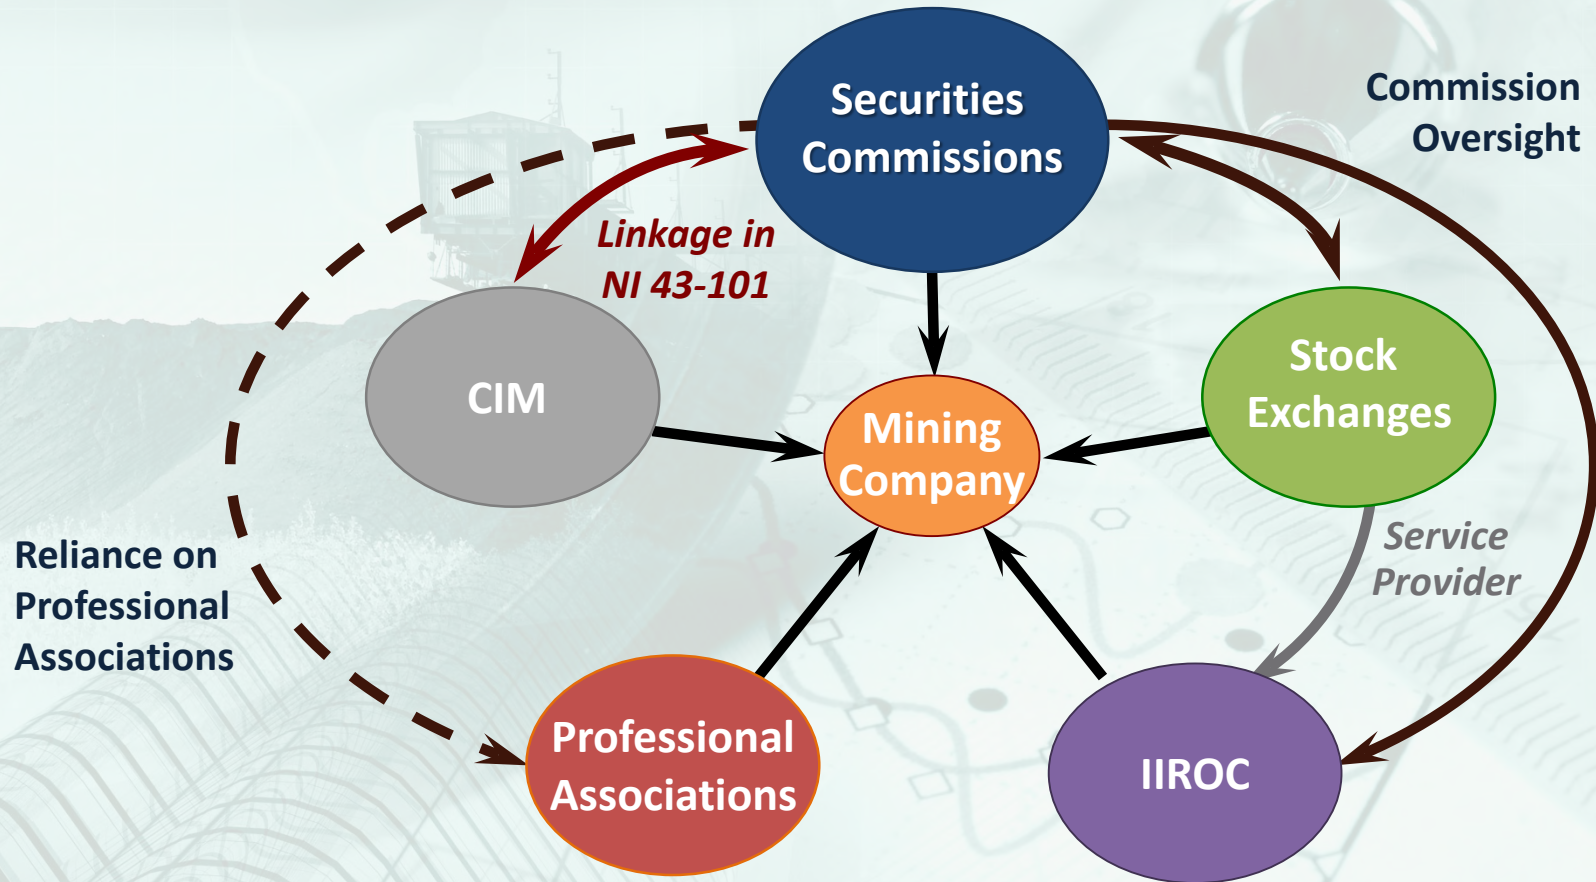 Securities
Commissions
Commission
Oversight
Linkage in
NI 43-101
CIM
Stock
Exchanges
Mining
Company
Reliance on
Professional
Associations
Service
Provider
Professional
Associations
IIROC